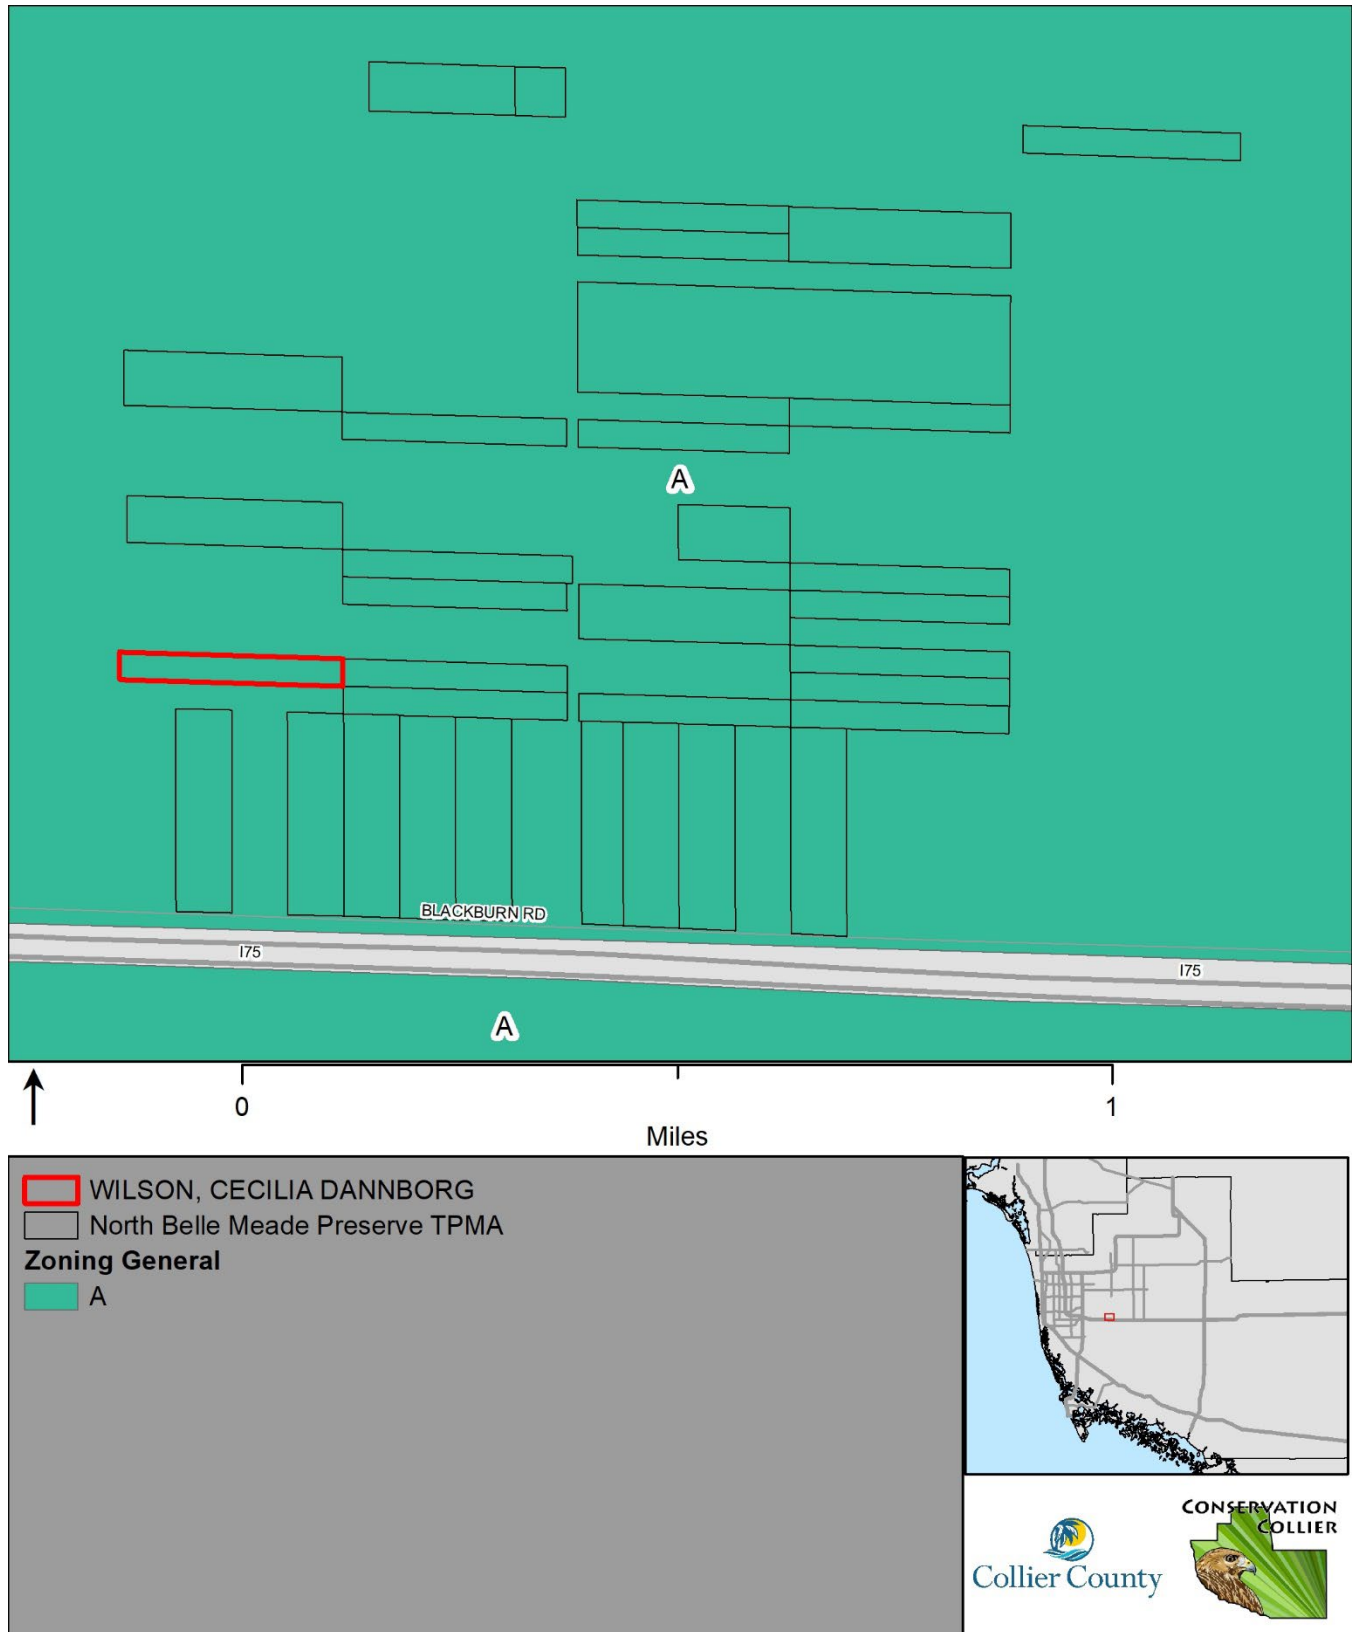 A
BLACKBURN RD
I75
I75
A
0
1
Miles
WILSON, CECILIA DANNBORG
North Belle Meade Preserve TPMA
Zoning General
A
CONSERVATION
COLLIER
Collier County